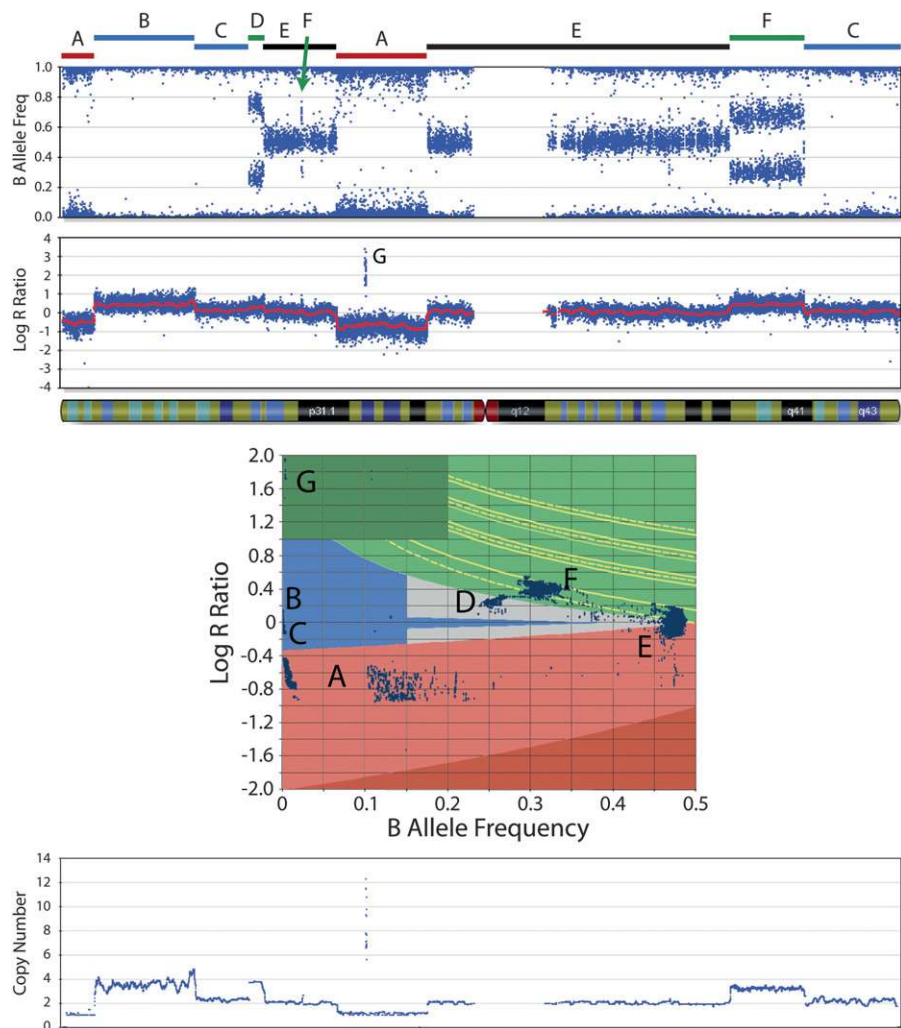 A B C D E F A E F C
1.0
0.8
0.6
0.4
0.2
0.0
B Allele Freq
4
3
2
1
0
-1
-2
-3
-4
Log R Ratio
G
p31.1 q12 q41 q43
2.0
1.6
1.2
0.8
0.4
0
-0.4
-0.8
-1.2
-1.6
-2.0
Log R Ratio
G
B
C
A
D
F
E
0 0.1 0.2 0.3 0.4 0.5
B Allele Frequency
14
12
10
8
6
4
2
0
Copy Number